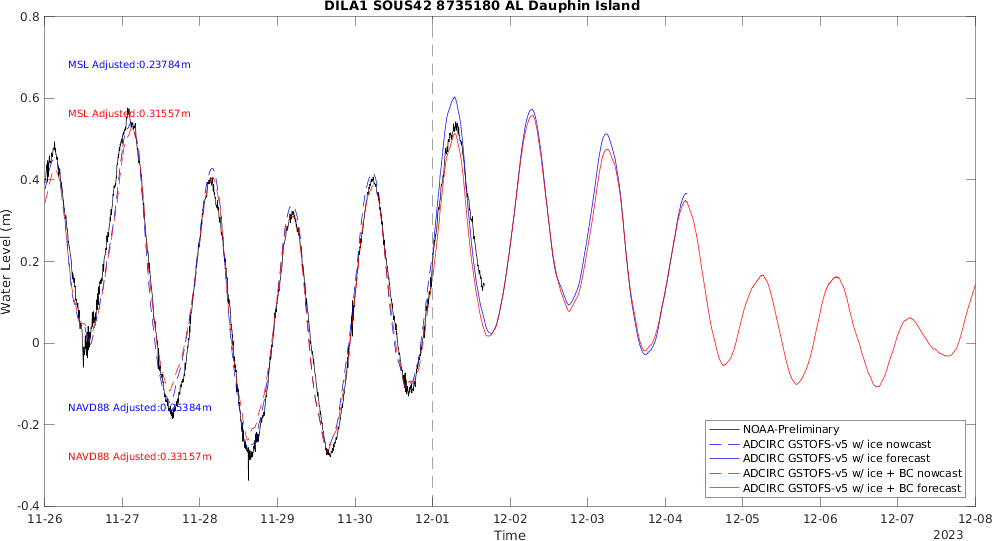 DILA1 SOUS42 8735180 AL Dauphin Island
0.8
0.6
0.4
0.2
0
-0.2
-0.4
Water Level (m)
MSL Adjusted:0.23784m
MSL Adjusted:0.31557m
NAVD88 Adjusted:0.25384m
NAVD88 Adjusted:0.33157m
NOAA-Preliminary
ADCIRC GSTOFS-v5 w/ ice nowcast
ADCIRC GSTOFS-v5 w/ ice forecast
ADCIRC GSTOFS-v5 w/ ice + BC nowcast
ADCIRC GSTOFS-v5 w/ ice + BC forecast
11-26 11-27 11-28 11-29 11-30 12-01 12-02 12-03 12-04 12-05 12-06 12-07 12-08
Time
2023